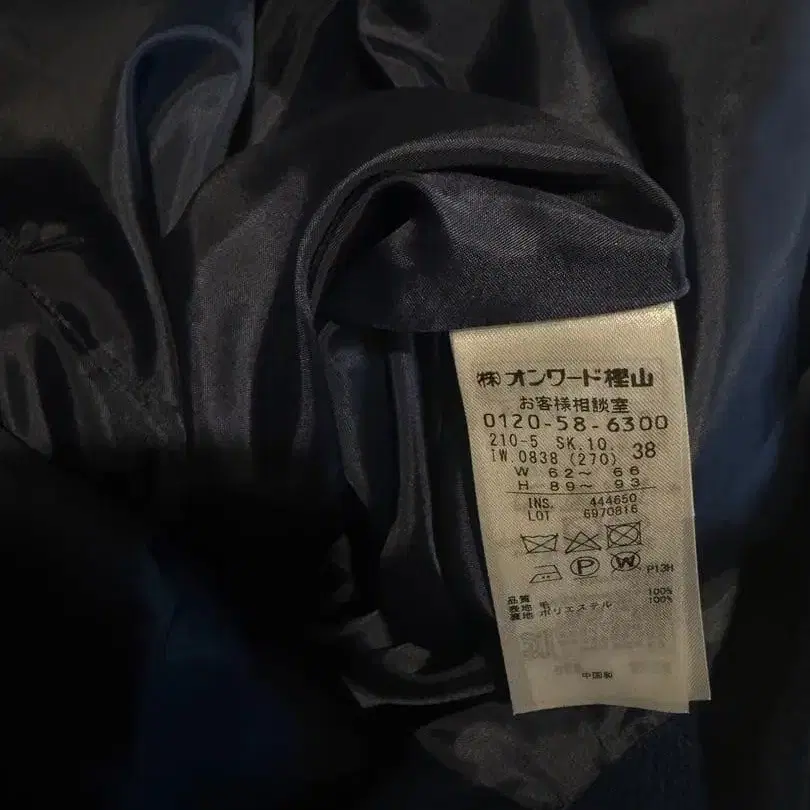 ㈱オンワード樫山
お客様相談室
0120-58-6300
210-5 SK.10.
IW 0838 (270) 38
W 62～ 66
H 89～ 93
INS. 444650
LOT 6970816
P W P13H
品質
表地 毛 100%
裏地 ポリエステル 100%
中国製